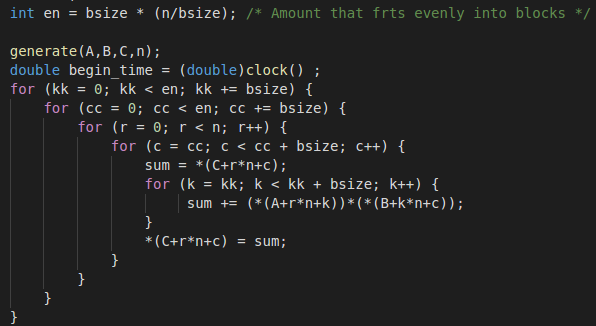 int en = bsize * (n/bsize); /* Amount that frts evenly into blocks */
generate(A,B,C,n);
double begin_time = (double)clock() ;
for (kk = 0; kk < en; kk += bsize) {
for (cc = 0; cc < en; cc += bsize) {
for (r = 0; r < n; r++) {
for (c = cc; c < cc + bsize; c++) {
sum = *(C+r*n+c);
for (k = kk; k < kk + bsize; k++) {
sum += (*(A+r*n+k))*(*(B+k*n+c));
}
*(C+r*n+c) = sum;
}
}
}
}